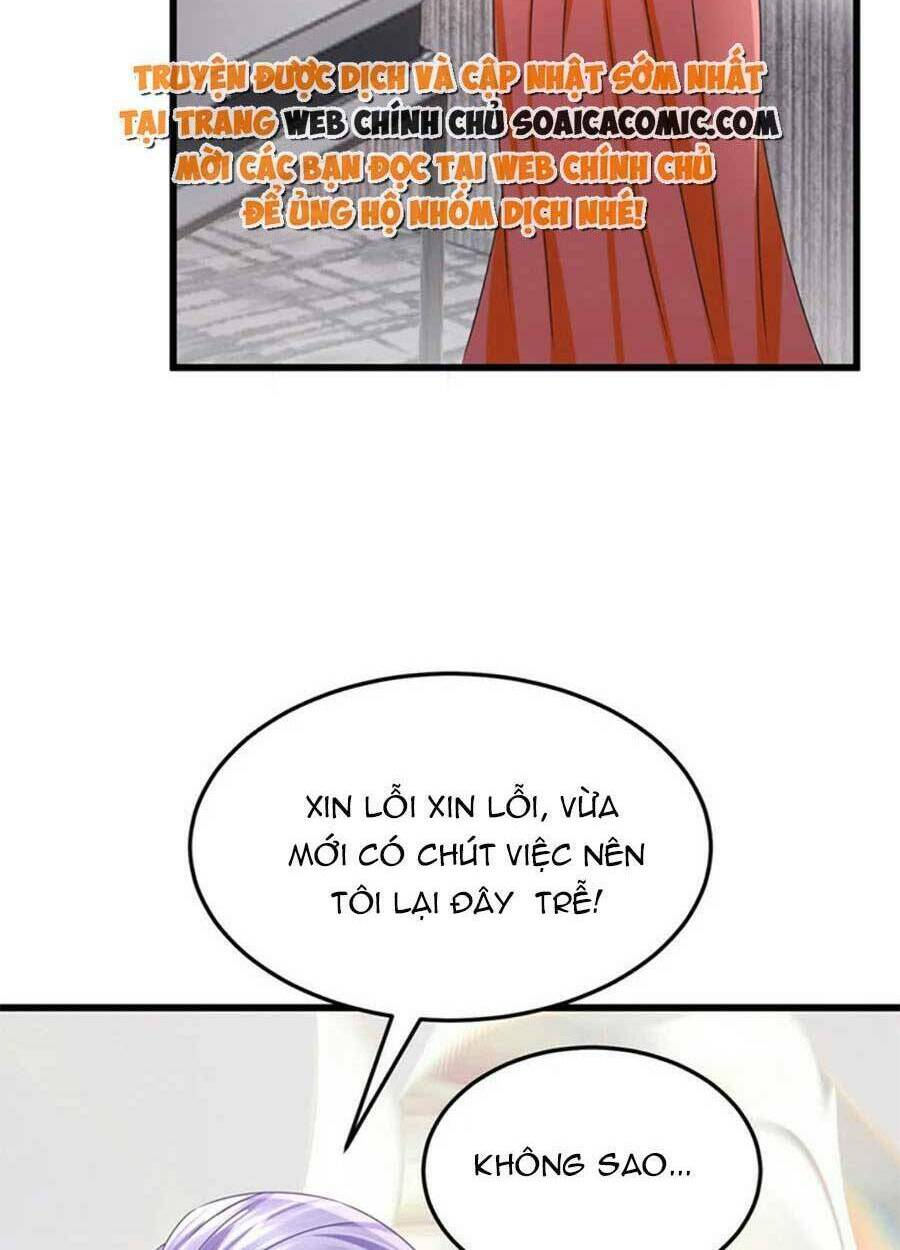 TRUYỆN ĐƯỢC DỊCH VÀ CẬP NHẬT SỚM NHẤT
TẠI TRANG WEB CHÍNH CHỦ SOAICACOMIC.COM
MỜI CÁC BẠN ĐỌC TẠI WEB CHÍNH CHỦ
ĐỂ ỦNG HỘ NHÓM DỊCH NHÉ!
XIN LỖI XIN LỖI, VỪA
MỚI CÓ CHÚT VIỆC NÊN
TÔI LẠI ĐÂY TRỄ!
KHÔNG SAO...